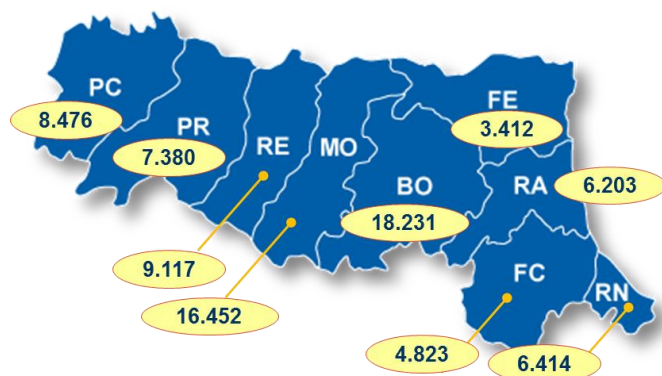 PC
8.476
PR
7.380
RE
9.117
MO
16.452
BO
18.231
FE
3.412
RA
6.203
FC
4.823
RN
6.414